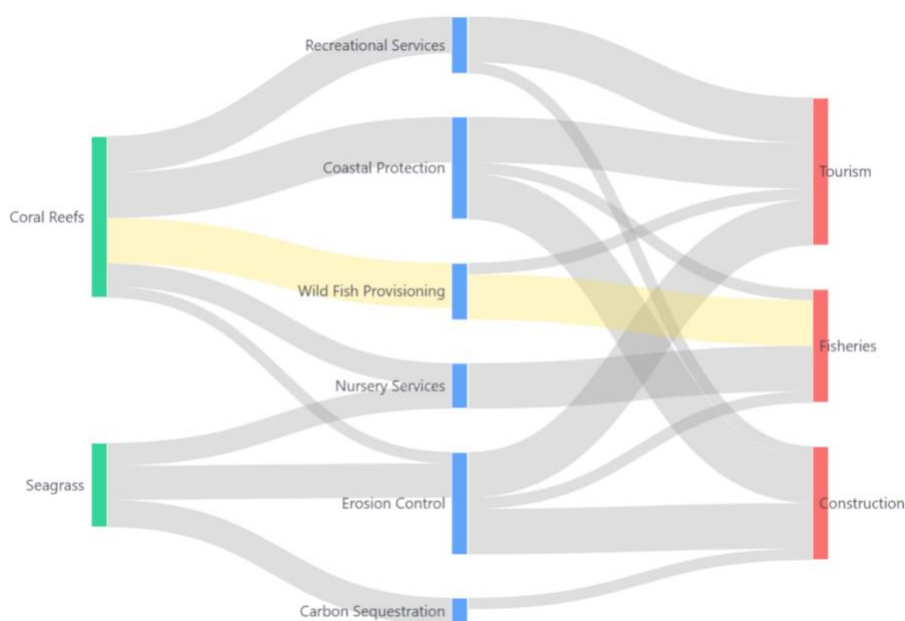 Coral Reefs
Seagrass
Recreational Services
Coastal Protection
Wild Fish Provisioning
Nursery Services
Erosion Control
Carbon Sequestration
Tourism
Fisheries
Construction